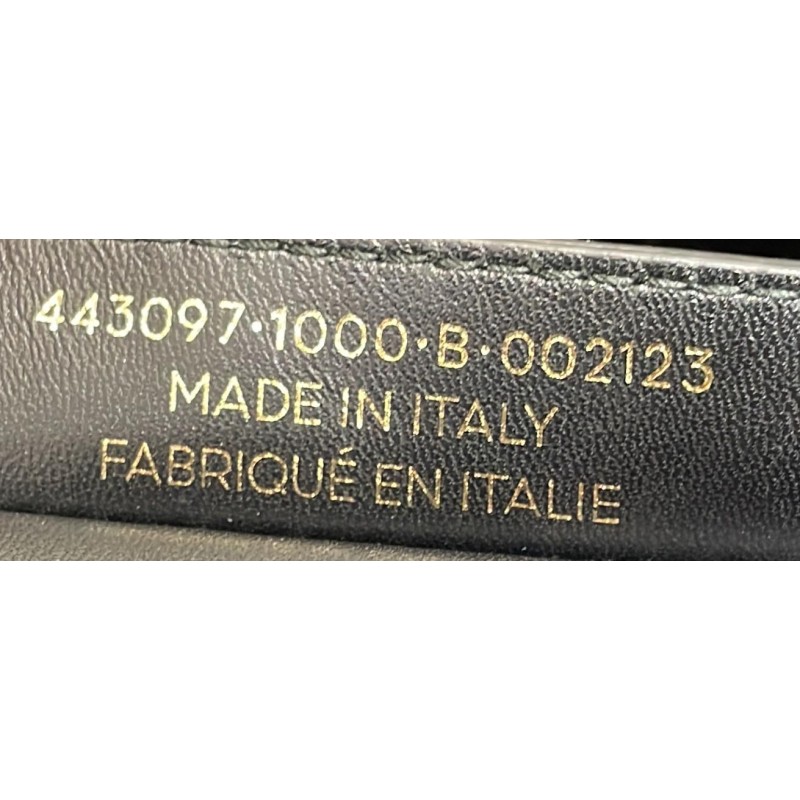 443097·1000·B·002123
MADE IN ITALY
FABRIQUÉ EN ITALIE